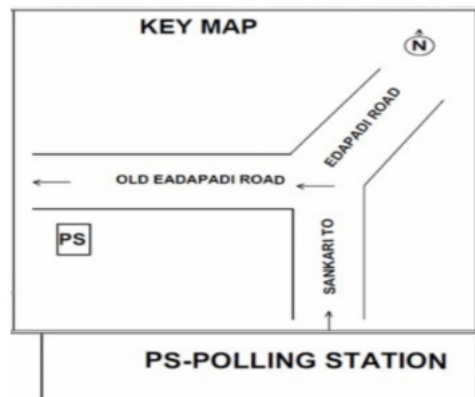 KEY MAP
N
EDAPADI ROAD
OLD EADAPADI ROAD
PS
SANKARI TO
PS-POLLING STATION